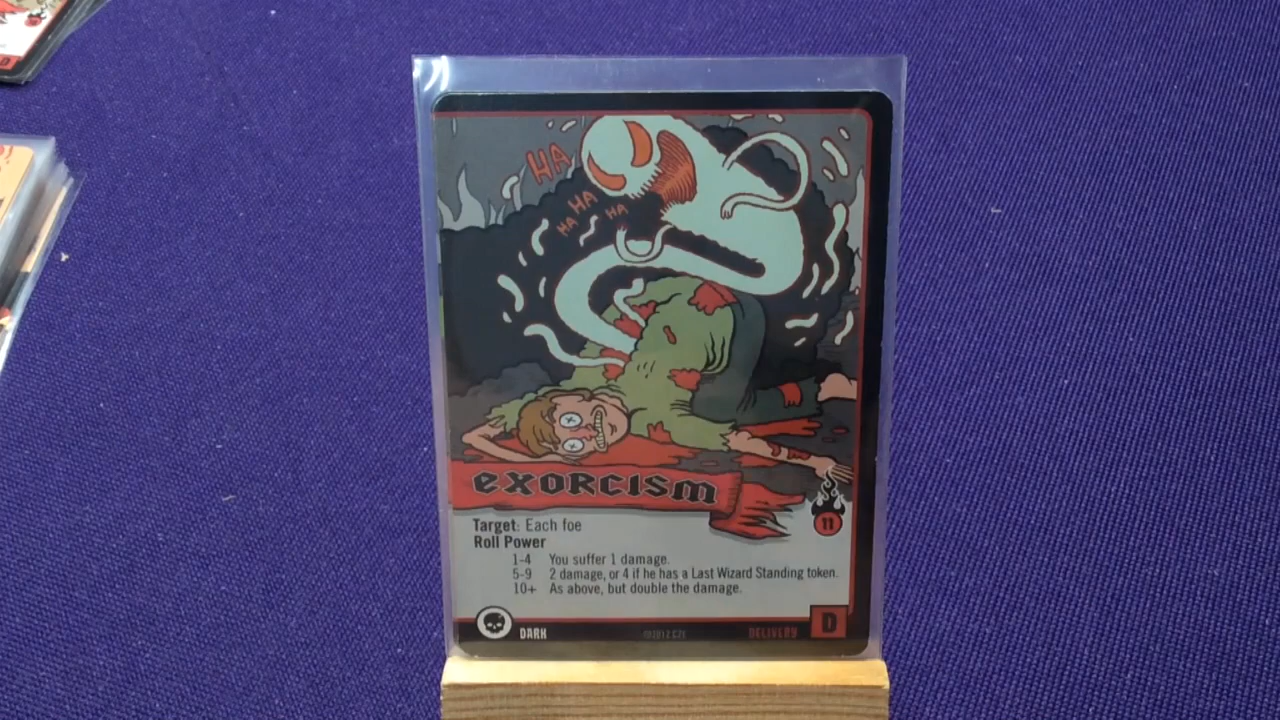 HA
HA
HA
HA
exorcism
11
Target: Each foe
Roll Power
1-4 You suffer 1 damage.
5-9 2 damage, or 4 if he has a Last Wizard Standing token.
10+ As above, but double the damage.
DARK
DELIVERY
D
D